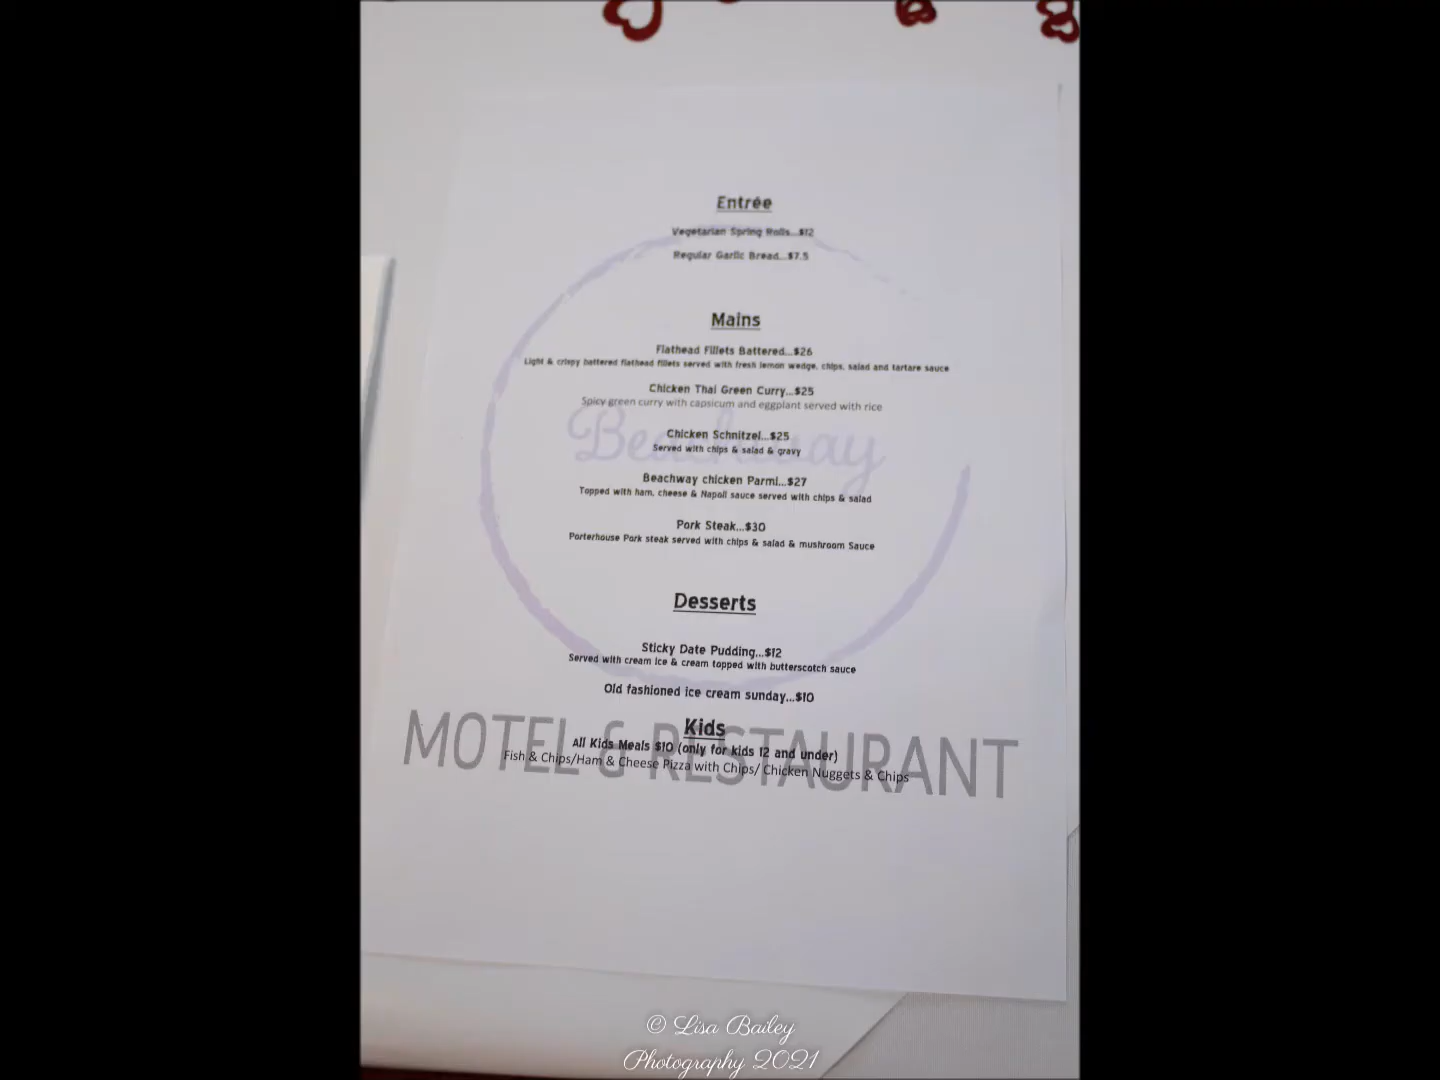 Entrée
Vegetarian Spring Rolls...$12
Regular Garlic Bread...$7.5
Mains
Flathead Fillets Battered...$26
Light & crispy battered flathead fillets served with fresh lemon wedge, chips, salad and tartare sauce
Chicken Thai Green Curry...$25
Spicy green curry with capsicum and eggplant served with rice
Chicken Schnitzel...$25
Beachway
Served with chips & salad & gravy
Beachway chicken Parmi...$27
Topped with ham, cheese & Napoli sauce served with chips & salad
Pork Steak...$30
Porterhouse Pork steak served with chips & salad & mushroom Sauce
Desserts
Sticky Date Pudding...$12
Served with cream ice & cream topped with butterscotch sauce
Old fashioned ice cream sunday...$10
Kids
MOTEL & RESTAURANT
All Kids Meals $10 (only for kids 12 and under)
Fish & Chips/Ham & Cheese Pizza with Chips/ Chicken Nuggets & Chips
© Lisa Bailey
Photography 2021